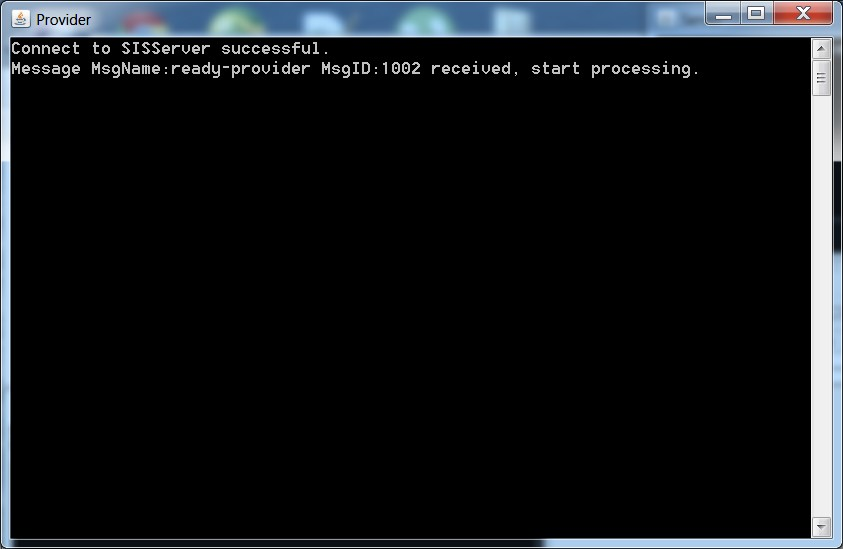 Provider
Connect to SISServer successful.
Message MsgName:ready-provider MsgID:1002 received, start processing.